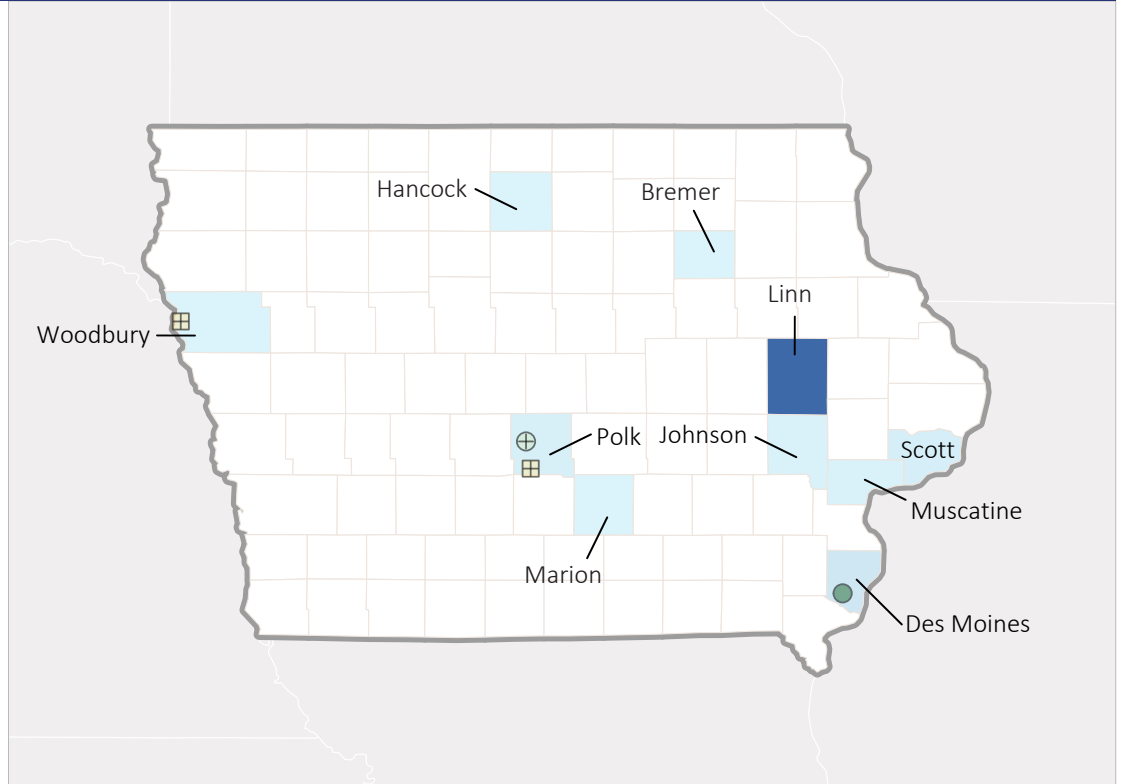 Hancock
Bremer
Linn
Woodbury
Polk
Johnson
Scott
Muscatine
Marion
Des Moines